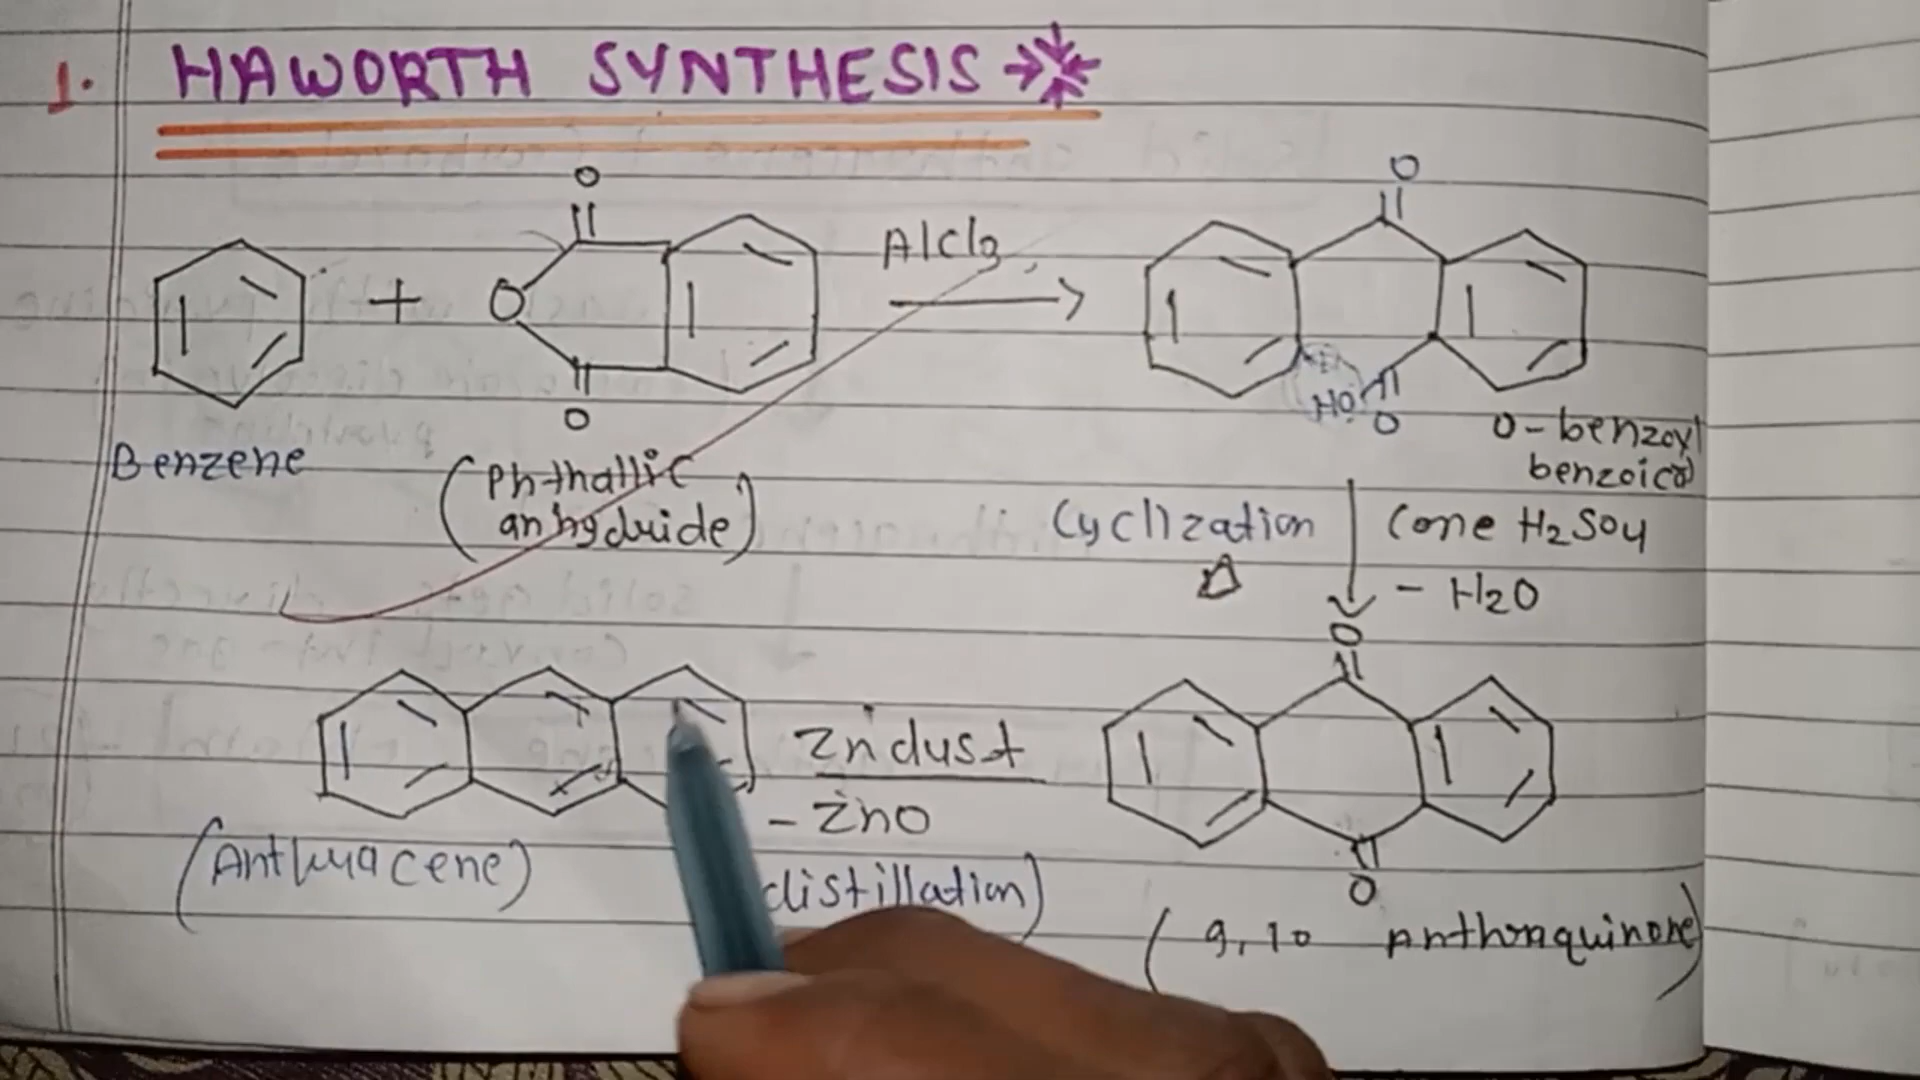 1. HAWORTH SYNTHESIS
O
O
O
O
+
AlCl3
O
HO
O
Benzene
(Phthallic
anhydride)
O-benzoyl
benzoic
Cyclization
Δ
Conc H2SO4
- H2O
O
O
Zn dust
- ZnO
distillation)
(Anthracene)
(9,10 Anthraquinone)